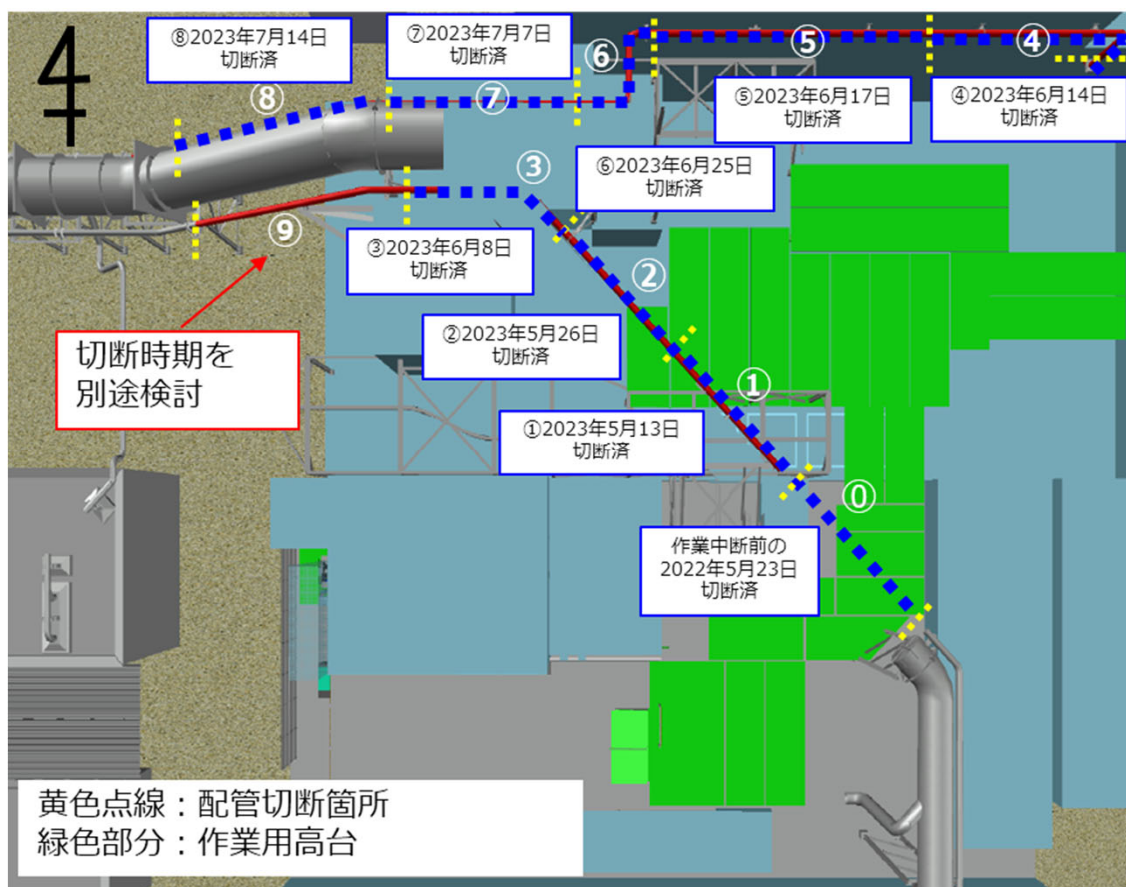 ⑧2023年7月14日
切断済
⑦2023年7月7日
切断済
⑥
⑤
④
⑧
⑦
⑤2023年6月17日
切断済
④2023年6月14日
切断済
③
⑥2023年6月25日
切断済
⑨
③2023年6月8日
切断済
②
切断時期を
別途検討
②2023年5月26日
切断済
①
①2023年5月13日
切断済
⓪
作業中断前の
2022年5月23日
切断済
黄色点線：配管切断箇所
緑色部分：作業用高台